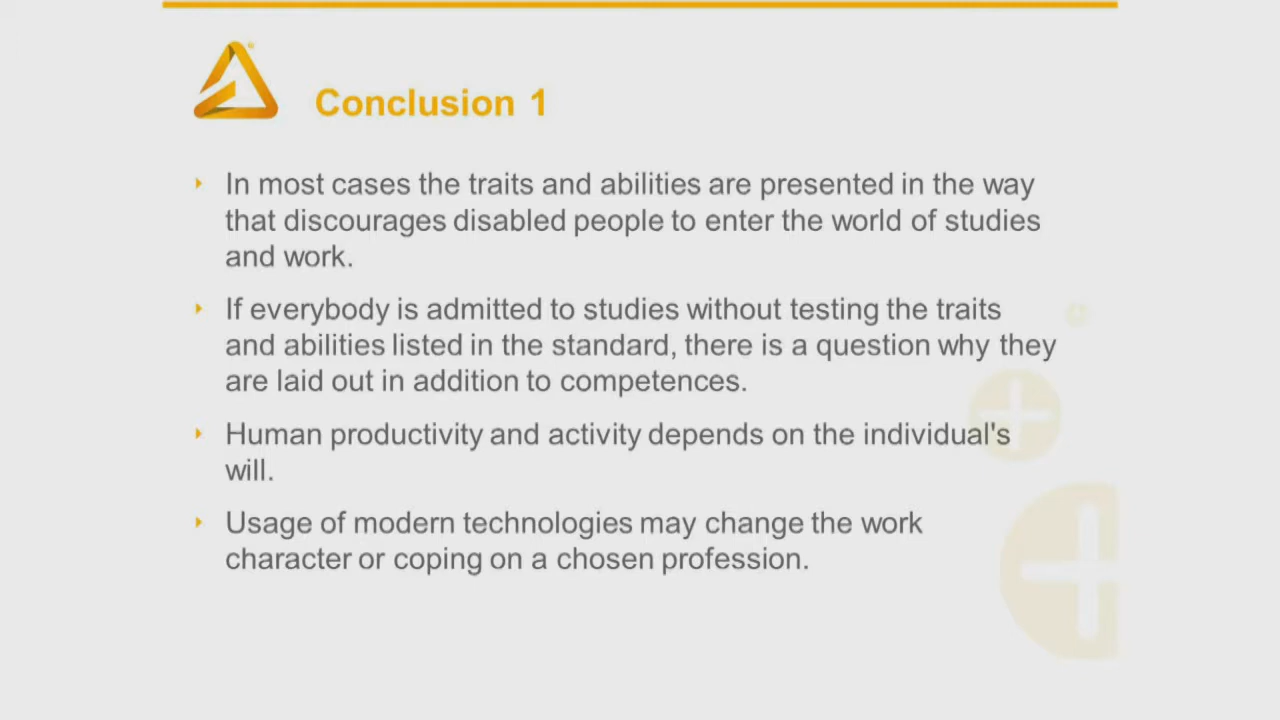 Conclusion 1
In most cases the traits and abilities are presented in the way
that discourages disabled people to enter the world of studies
and work.
If everybody is admitted to studies without testing the traits
and abilities listed in the standard, there is a question why they
are laid out in addition to competences.
Human productivity and activity depends on the individual's
will.
Usage of modern technologies may change the work
character or coping on a chosen profession.